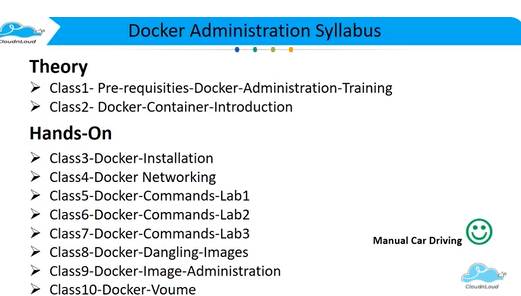 Docker Administration Syllabus
CloudnLoud
Theory
➢ Class1- Pre-requisities-Docker-Administration-Training
➢ Class2- Docker-Container-Introduction
Hands-On
➢ Class3-Docker-Installation
➢ Class4-Docker Networking
➢ Class5-Docker-Commands-Lab1
➢ Class6-Docker-Commands-Lab2
➢ Class7-Docker-Commands-Lab3
➢ Class8-Docker-Dangling-Images
➢ Class9-Docker-Image-Administration
➢ Class10-Docker-Voume
Manual Car Driving
CloudnLoud